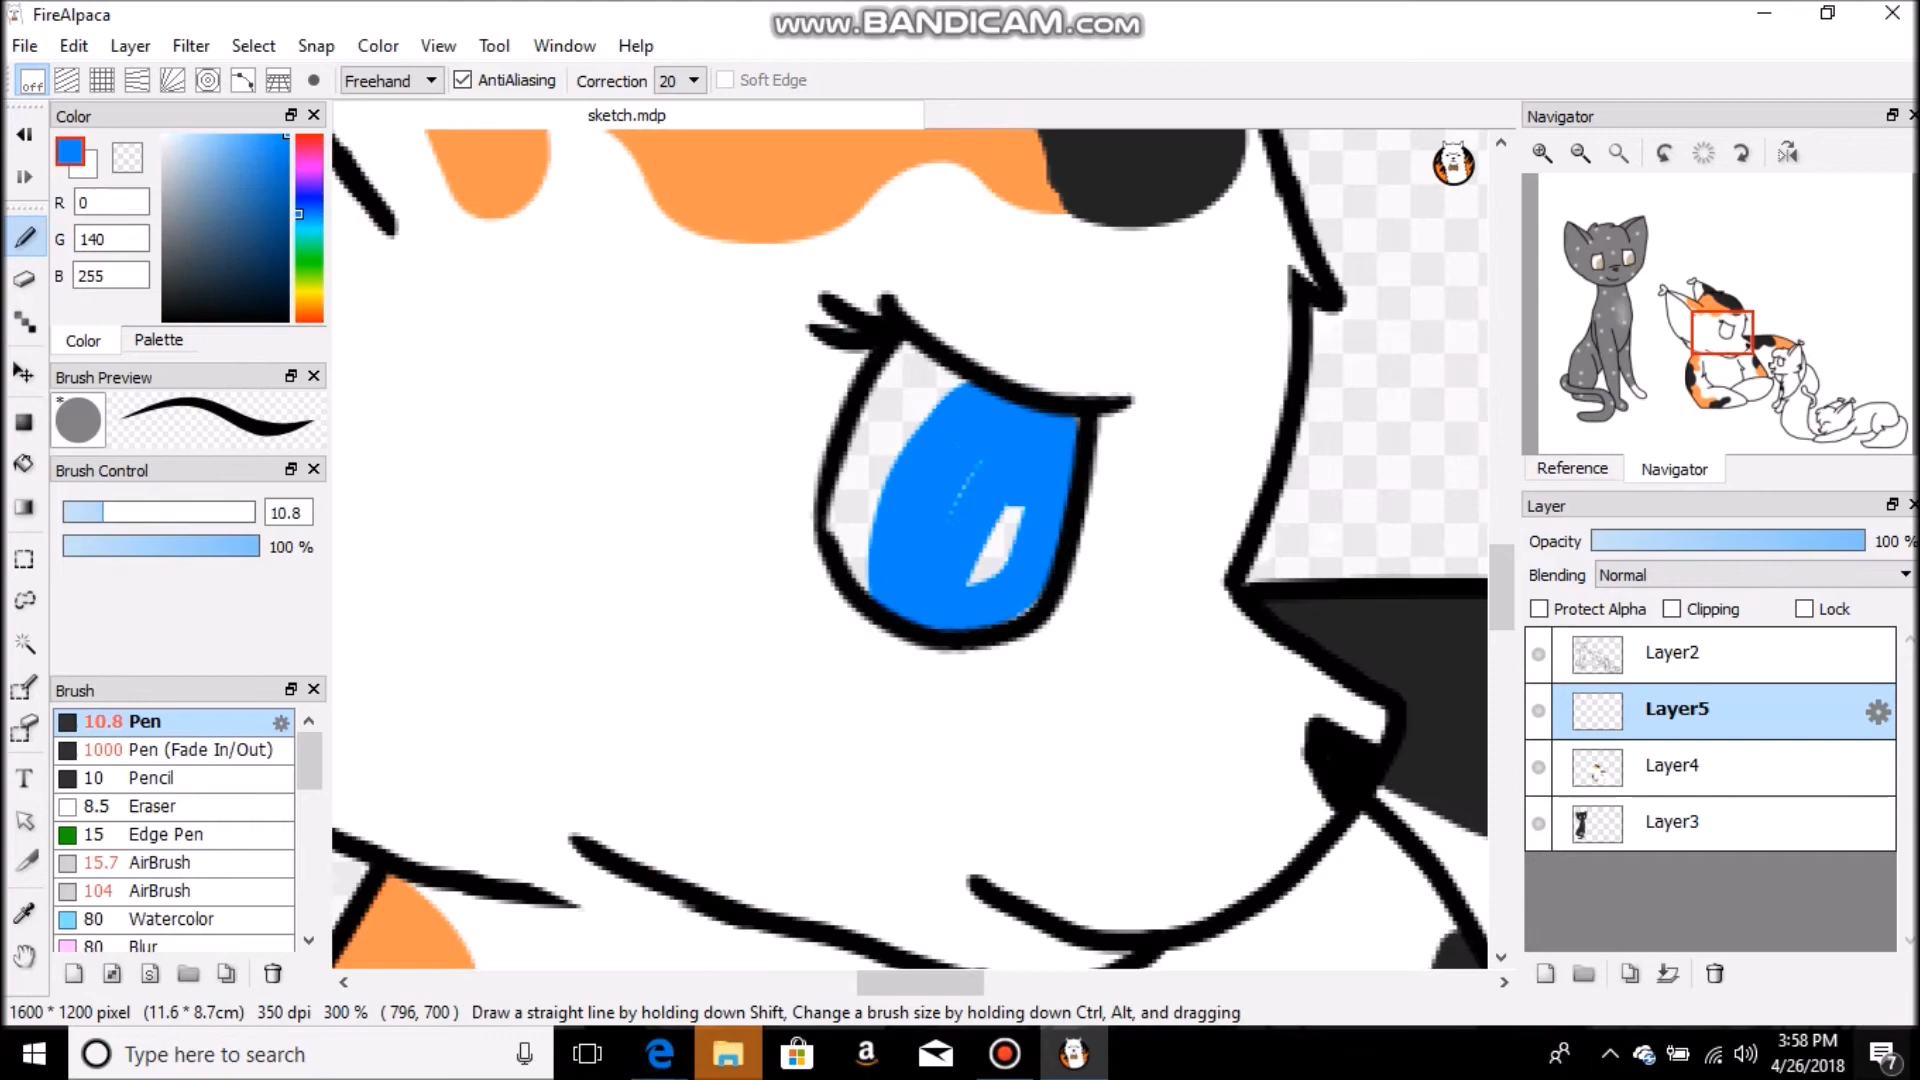 FireAlpaca
www.BANDICAM.com
File Edit Layer Filter Select Snap Color View Tool Window Help
off Freehand AntiAliasing Correction 20 Soft Edge
Color
sketch.mdp
Navigator
R 0
G 140
B 255
Color Palette
Brush Preview
*
Brush Control
10.8
100 %
Reference Navigator
Layer
Opacity 100 %
Blending Normal
Protect Alpha Clipping Lock
Layer2
Layer5
Layer4
Layer3
Brush
10.8 Pen
1000 Pen (Fade In/Out)
10 Pencil
8.5 Eraser
15 Edge Pen
15.7 AirBrush
104 AirBrush
80 Watercolor
80 Blur
S
T
1600 * 1200 pixel (11.6 * 8.7cm) 350 dpi 300 % ( 796, 700 ) Draw a straight line by holding down Shift, Change a brush size by holding down Ctrl, Alt, and dragging
Type here to search
a
3:58 PM
4/26/2018
7